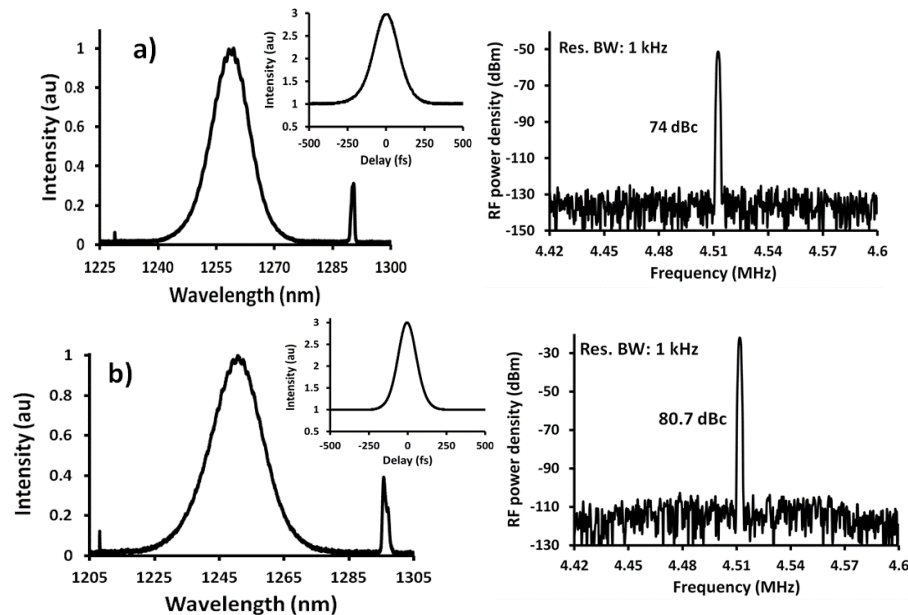 a)
Intensity (au)
1
0.8
0.6
0.4
0.2
0
1225 1240 1255 1270 1285 1300
Wavelength (nm)
Intensity (au)
3
2.5
2
1.5
1
0.5
-500 -250 0 250 500
Delay (fs)
Res. BW: 1 kHz
74 dBc
RF power density (dBm)
-50
-70
-90
-110
-130
-150
4.42 4.45 4.48 4.51 4.54 4.57 4.6
Frequency (MHz)
b)
Intensity (au)
1
0.8
0.6
0.4
0.2
0
1205 1225 1245 1265 1285 1305
Wavelength (nm)
Intensity (au)
3
2.5
2
1.5
1
0.5
-500 -250 0 250 500
Delay (fs)
Res. BW: 1 kHz
80.7 dBc
RF power density (dBm)
-30
-50
-70
-90
-110
-130
4.42 4.45 4.48 4.51 4.54 4.57 4.6
Frequency (MHz)